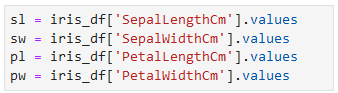 sl = iris_df['SepalLengthCm'].values
sw = iris_df['SepalWidthCm'].values
pl = iris_df['PetalLengthCm'].values
pw = iris_df['PetalWidthCm'].values